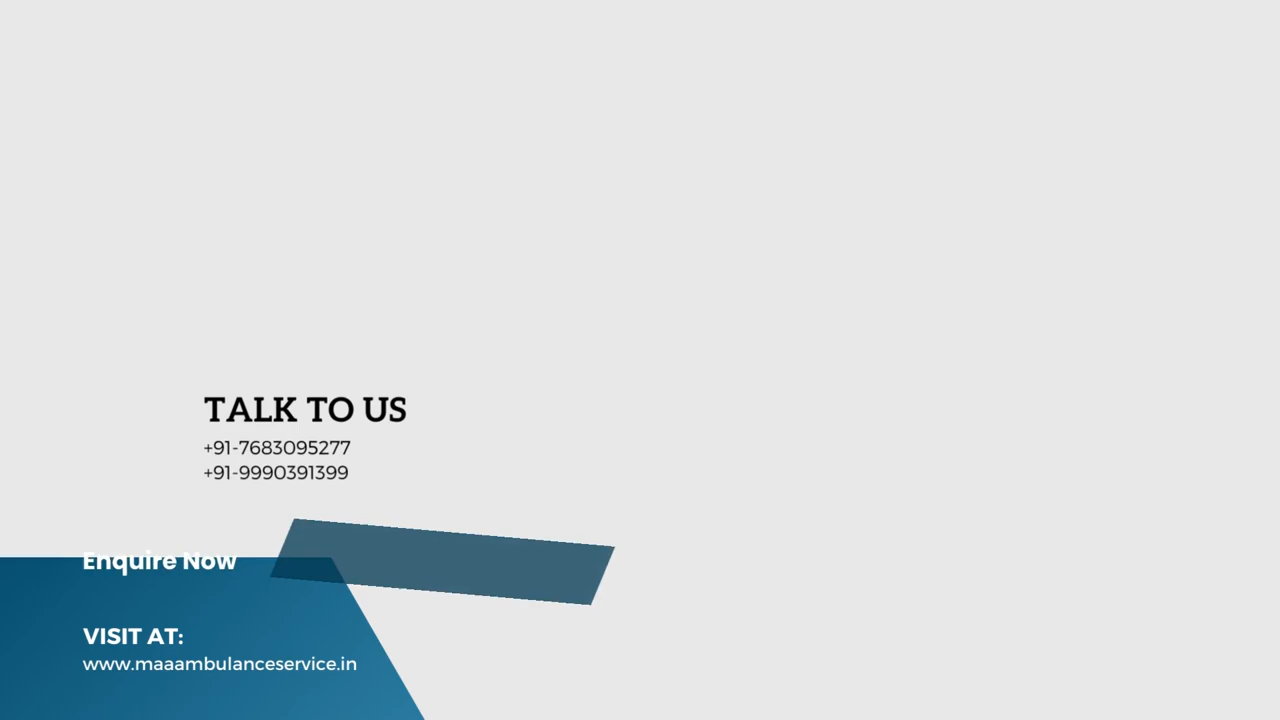 TALK TO US
+91-7683095277
+91-9990391399
Enquire Now
VISIT AT:
www.maaambulanceservice.in